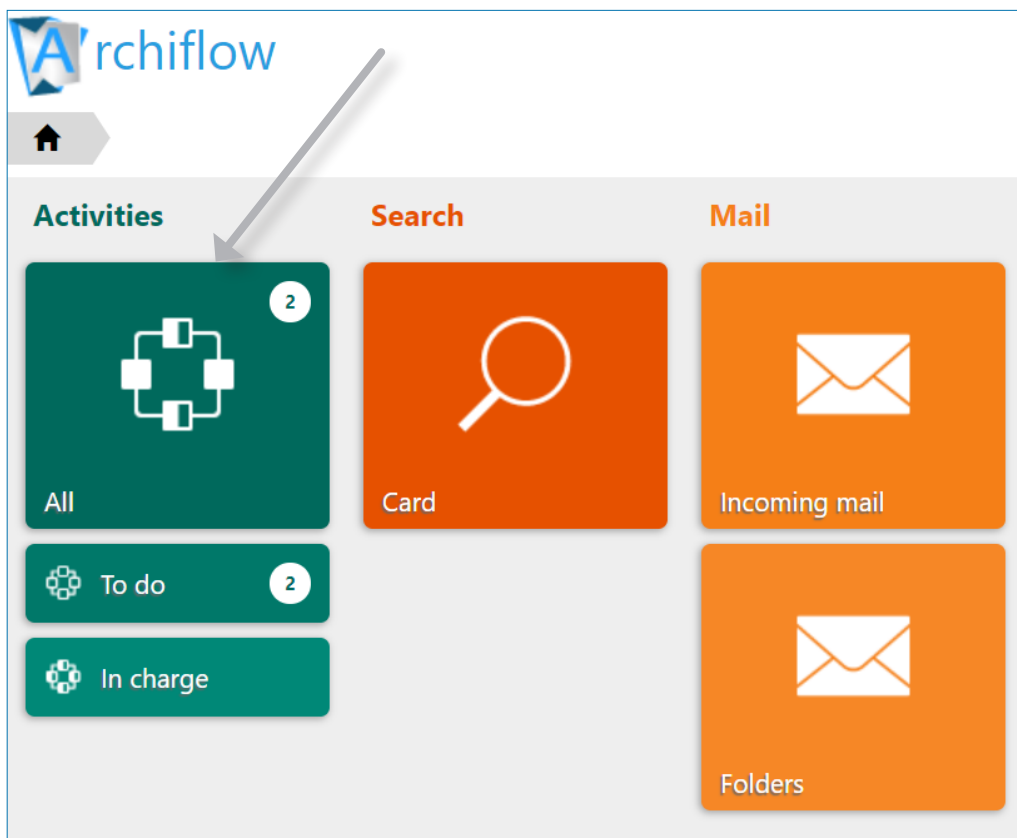 Archiflow
Activities
Search
Mail
2
All
Card
Incoming mail
To do
2
In charge
Folders